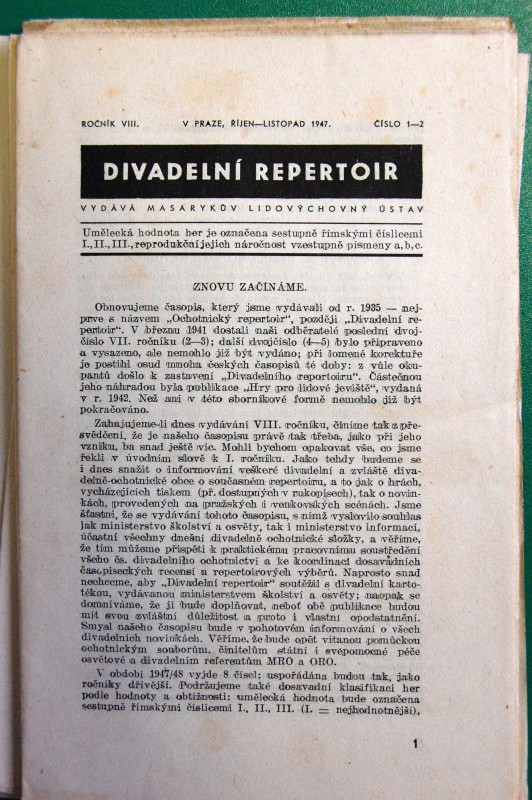 ROČNÍK VIII. V PRAZE, ŘÍJEN—LISTOPAD 1947. ČÍSLO 1—2
DIVADELNÍ REPERTOIR
VYDÁVÁ MASARYKŮV LIDOVÝCHOVNÝ ÚSTAV
Umělecká hodnota her je označena sestupně římskými číslicemi
I., II., III., reprodukční jejich náročnost vzestupně písmeny a, b, c.
ZNOVU ZAČÍNÁME.
Obnovujeme časopis, který jsme vydávali od r. 1935 — nej-
prve s názvem „Ochotnický repertoir", později „Divadelní re-
pertoir". V březnu 1941 dostali naši odběratelé poslední dvoj-
číslo VII. ročníku (2—3); další dvojčíslo (4—5) bylo připraveno
a vysazeno, ale nemohlo již být vydáno; při lomené korektuře
je postihl osud mnoha českých časopisů té doby: z vůle oku-
pantů došlo k zastavení „Divadelního repertoiru". Částečnou
jeho náhradou byla publikace „Hry pro lidové jeviště", vydaná
v r. 1942. Než ani v této sborníkové formě nemohlo již být
pokračováno.
Zahajujeme-li dnes vydávání VIII. ročníku, činíme tak z pře-
svědčení, že je našeho časopisu právě tak třeba, jako při jeho
vzniku, ba snad ještě víc. Mohli bychom opakovat vše, co jsme
řekli v úvodním slově k I. ročníku. Jako tehdy budeme se
i dnes snažit o informování veškeré divadelní a zvláště diva-
delně-ochotnické obce o současném repertoiru, a to jak o hrách,
vycházejících tiskem (př. dostupných v rukopisech), tak o novin-
kách, provedených na pražských i venkovských scénách. Jsme
šťastni, že se vydávání tohoto časopisu, s nímž vyslovilo souhlas
jak ministerstvo školství a osvěty, tak i ministerstvo informací,
účastní všechny dnešní divadelně ochotnické složky, a věříme,
že tím můžeme přispěti k praktickému pracovnímu soustředění
všeho čs. divadelního ochotnictví a ke koordinaci dosavadních
časopiseckých recensí a repertoirových výběrů. Naprosto snad
nechceme, aby „Divadelní repertoir" soutěžil s divadelní karto-
tékou, vydávanou ministerstvem školství a osvěty; naopak se
domníváme, že ji bude doplňovat, neboť obě publikace budou
mít svou zvláštní důležitost a proto i vlastní opodstatnění.
Smysl našeho časopisu bude v pohotovém informování o všech
divadelních novinkách. Věříme, že bude opět vítanou pomůckou
ochotnickým souborům, činitelům státní i svépomocné péče
osvětové a divadelním referentům MRO a ORO.
V období 1947/48 vyjde 8 čísel; uspořádána budou tak, jako
ročníky dřívější. Podržujeme také dosavadní klasifikaci her
podle hodnoty a obtížnosti: umělecká hodnota bude označena
sestupně římskými číslicemi I., II., III. (I. = nejhodnotnější),
1